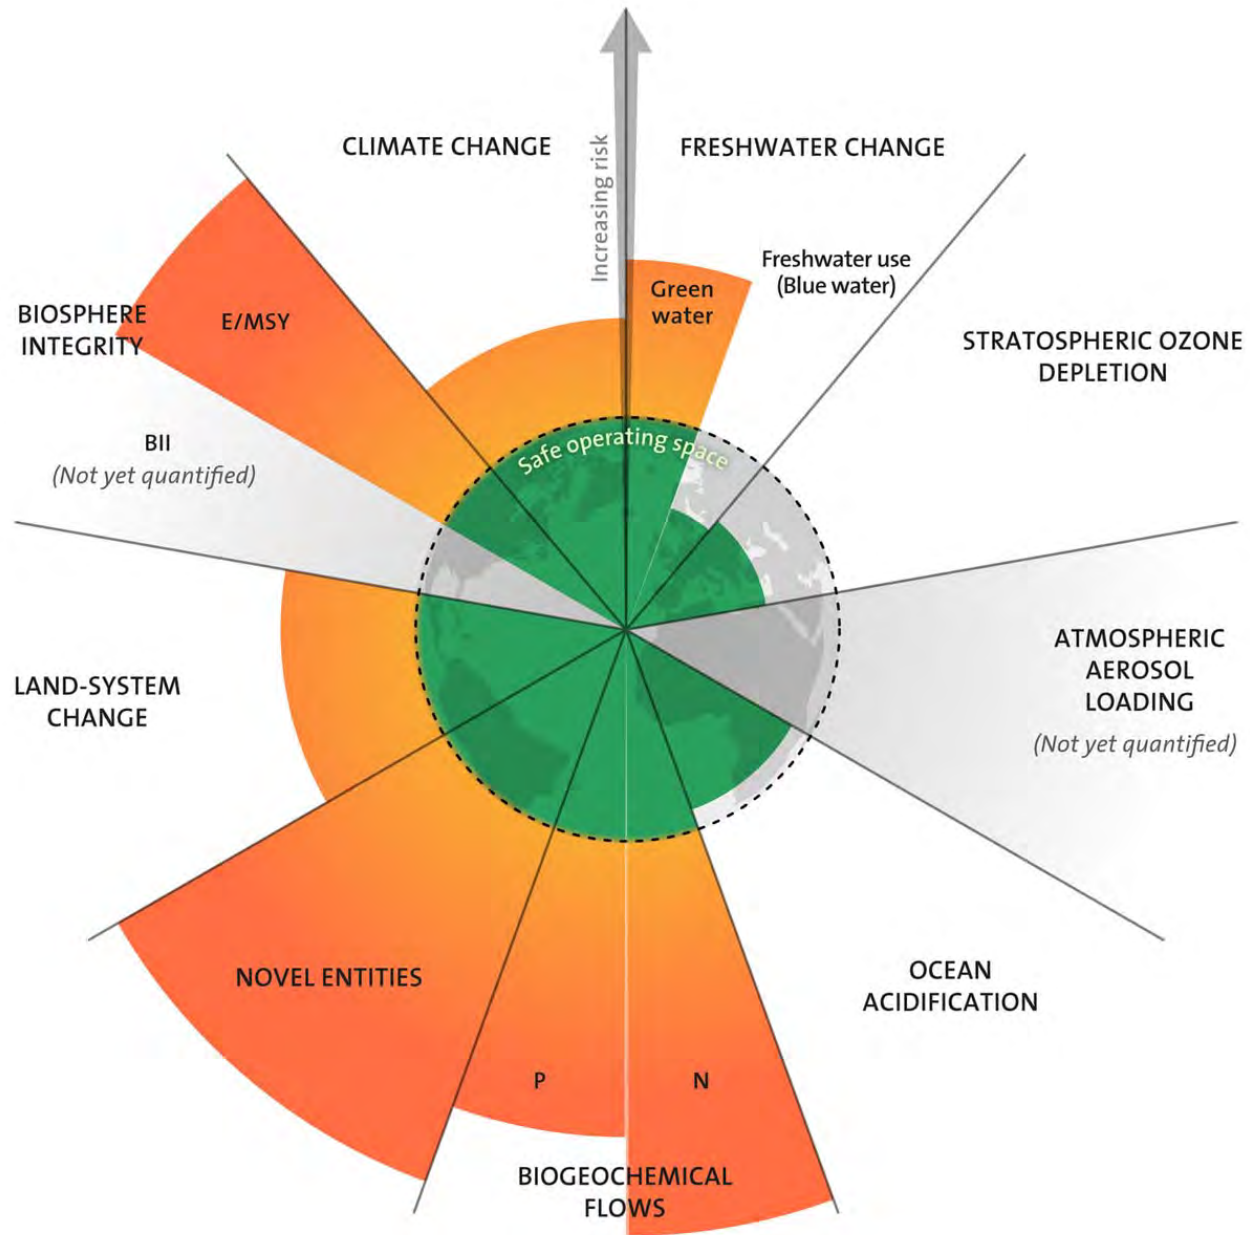 CLIMATE CHANGE
FRESHWATER CHANGE
Increasing risk
Freshwater use
(Blue water)
Green
water
BIOSPHERE
INTEGRITY
E/MSY
STRATOSPHERIC OZONE
DEPLETION
BII
(Not yet quantified)
Safe operating space
ATMOSPHERIC
AEROSOL
LOADING
(Not yet quantified)
LAND-SYSTEM
CHANGE
NOVEL ENTITIES
OCEAN
ACIDIFICATION
P
N
BIOGEOCHEMICAL
FLOWS